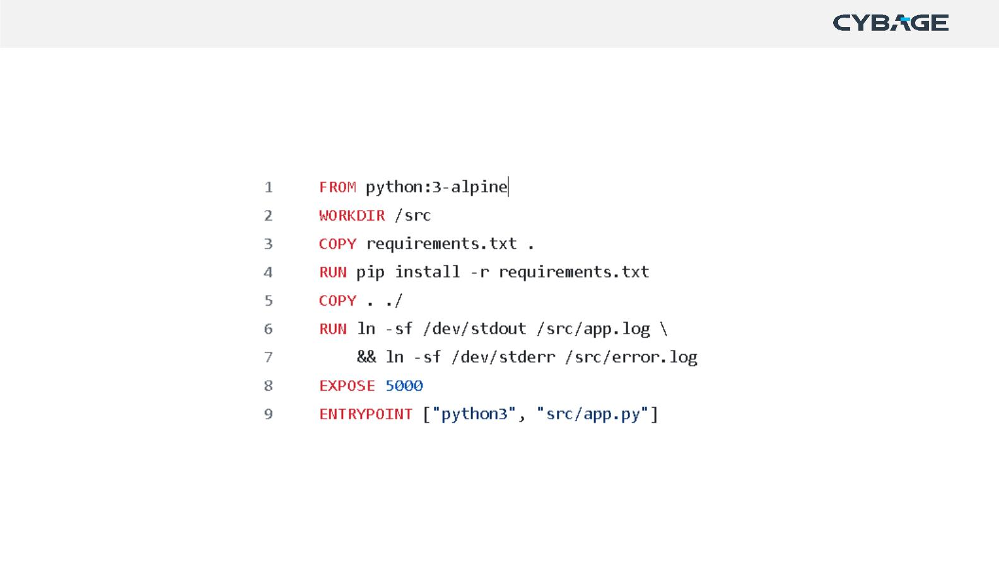 CYBAGE
1 FROM python:3-alpine
2 WORKDIR /src
3 COPY requirements.txt .
4 RUN pip install -r requirements.txt
5 COPY . ./
6 RUN ln -sf /dev/stdout /src/app.log \
7     && ln -sf /dev/stderr /src/error.log
8 EXPOSE 5000
9 ENTRYPOINT ["python3", "src/app.py"]